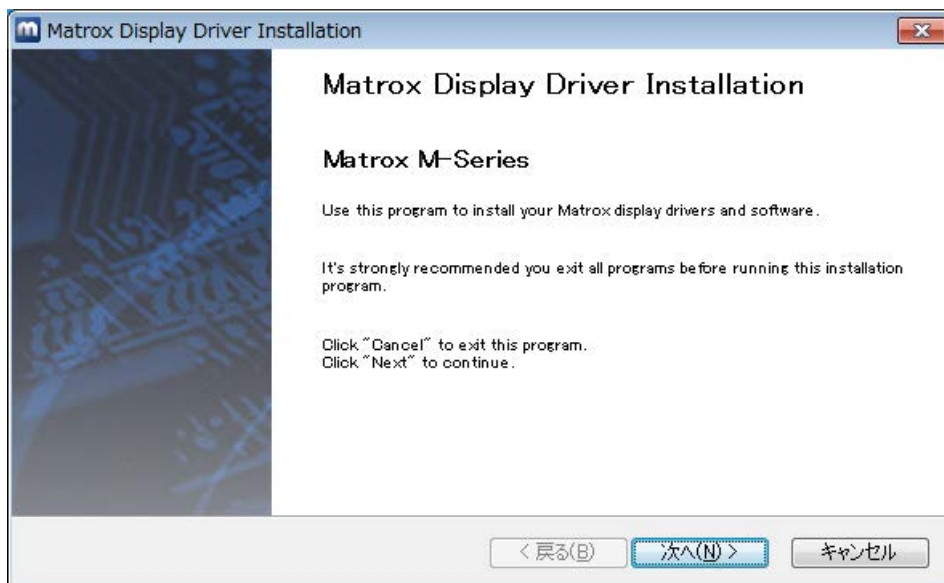 Matrox Display Driver Installation
Matrox Display Driver Installation
Matrox M-Series
Use this program to install your Matrox display drivers and software.
It's strongly recommended you exit all programs before running this installation
program.
Click "Cancel" to exit this program.
Click "Next" to continue.
< 戻る(B) 次へ(N) > キャンセル